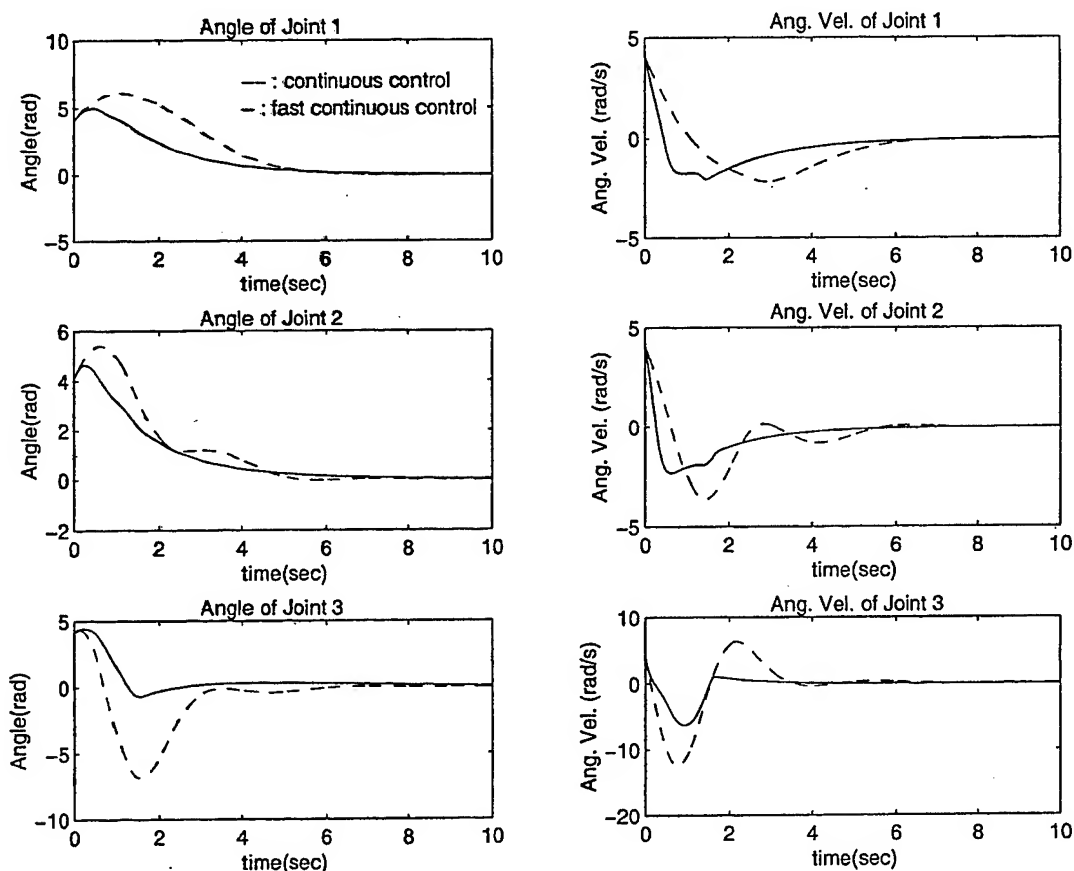 Angle of Joint 1
10
5
0
-5
Angle(rad)
— : continuous control
-- : fast continuous control
0 2 4 6 8 10
time(sec)
Ang. Vel. of Joint 1
5
0
-5
Ang. Vel. (rad/s)
0 2 4 6 8 10
time(sec)
Angle of Joint 2
6
4
2
0
-2
Angle(rad)
0 2 4 6 8 10
time(sec)
Ang. Vel. of Joint 2
5
0
-5
Ang. Vel. (rad/s)
0 2 4 6 8 10
time(sec)
Angle of Joint 3
5
0
-5
-10
Angle(rad)
0 2 4 6 8 10
time(sec)
Ang. Vel. of Joint 3
10
0
-10
-20
Ang. Vel. (rad/s)
0 2 4 6 8 10
time(sec)